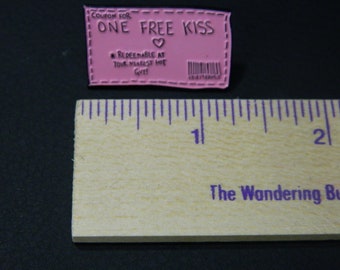 COUPON FOR
ONE FREE KISS
* REDEEMABLE AT
YOUR NEAREST
1 2
The Wandering Bu